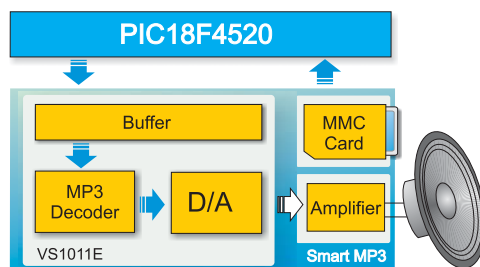 PIC18F4520
Buffer
MMC
Card
MP3
Decoder
D/A
Amplifier
VS1011E
Smart MP3